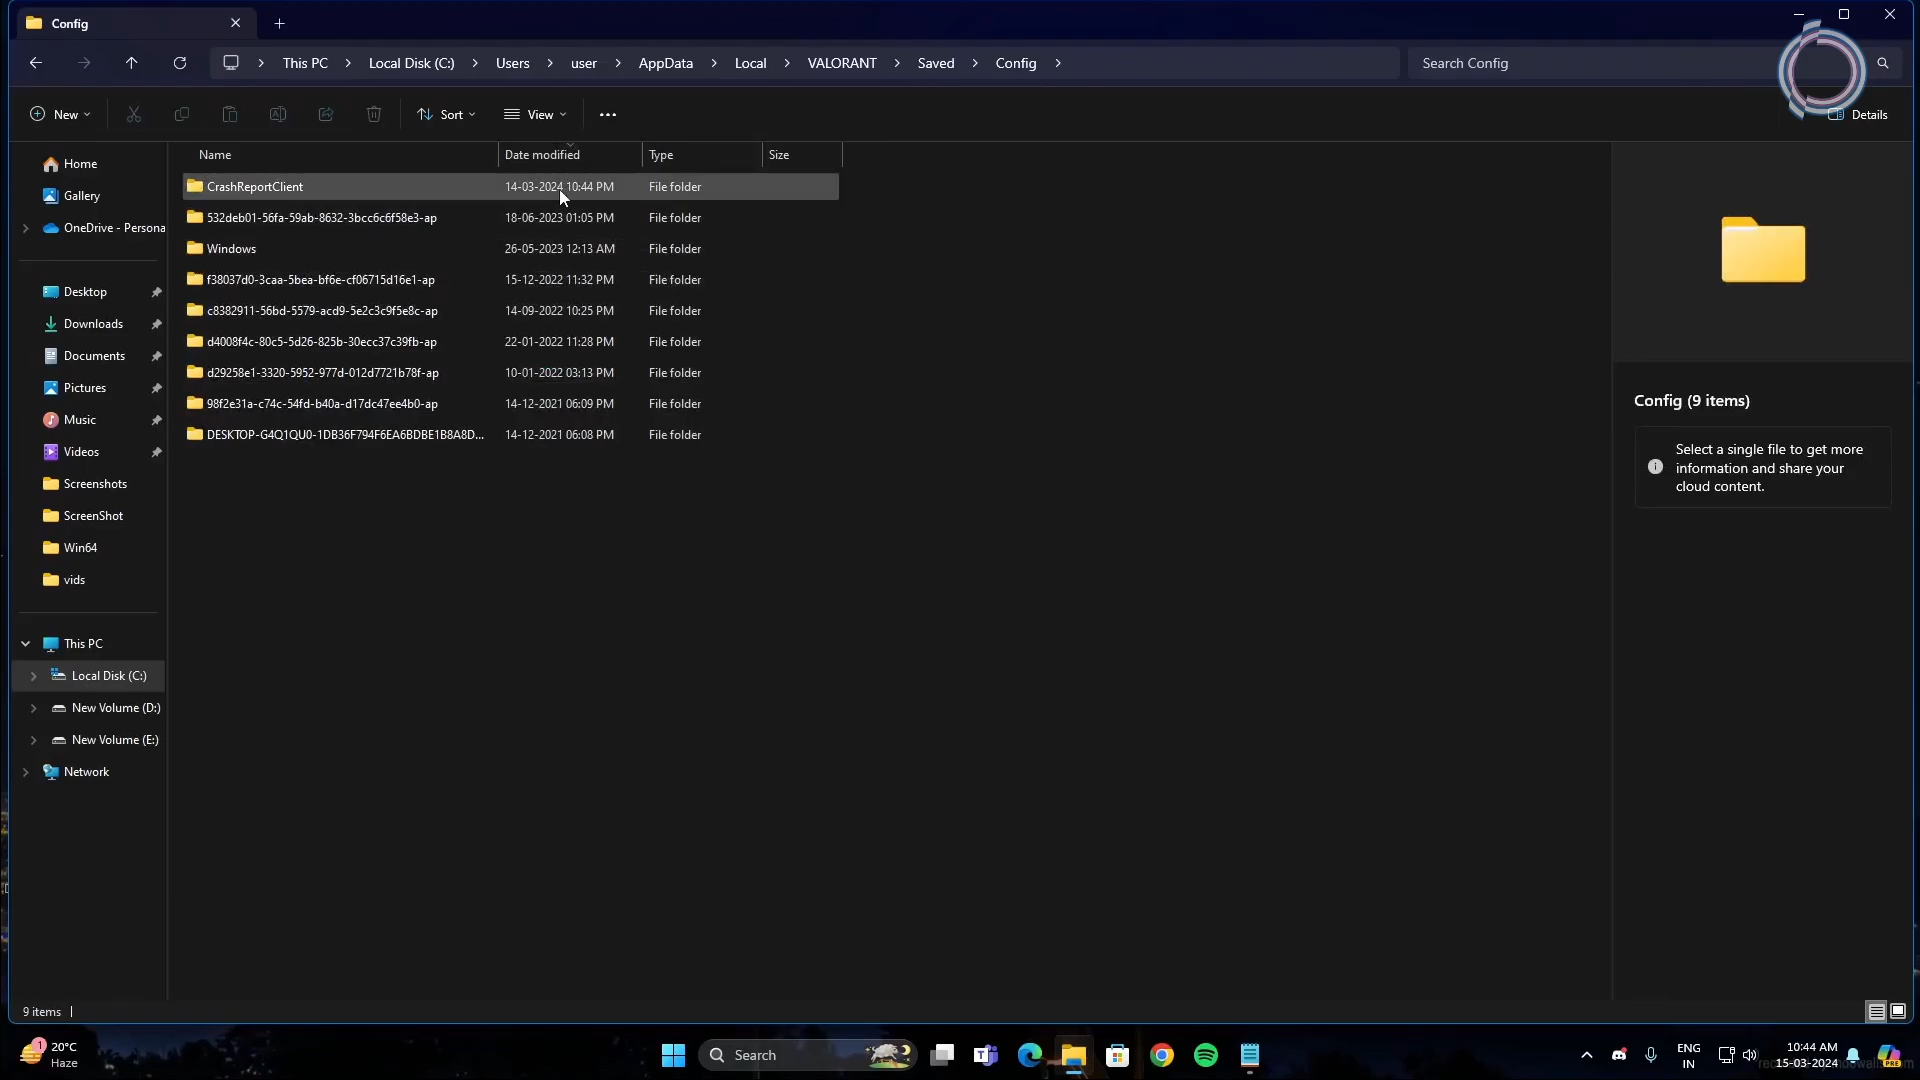 Config
This PC
Local Disk (C:)
Users
user
AppData
Local
VALORANT
Saved
Config
Search Config
New
Sort
View
Details
Name
Date modified
Type
Size
CrashReportClient 14-03-2024 10:44 PM File folder
532deb01-56fa-59ab-8632-3bcc6c6f58e3-ap 18-06-2023 01:05 PM File folder
Windows 26-05-2023 12:13 AM File folder
f38037d0-3caa-5bea-bf6e-cf06715d16e1-ap 15-12-2022 11:32 PM File folder
c8382911-56bd-5579-acd9-5e2c3c9f5e8c-ap 14-09-2022 10:25 PM File folder
d4008f4c-80c5-5d26-825b-30ecc37c39fb-ap 22-01-2022 11:28 PM File folder
d29258e1-3320-5952-977d-012d7721b78f-ap 10-01-2022 03:13 PM File folder
98f2e31a-c74c-54fd-b40a-d17dc47ee4b0-ap 14-12-2021 06:09 PM File folder
DESKTOP-G4Q1QU0-1DB36F794F6EA6BDBE1B8A8D... 14-12-2021 06:08 PM File folder
Home
Gallery
OneDrive - Persona
Desktop
Downloads
Documents
Pictures
Music
Videos
Screenshots
ScreenShot
Win64
vids
This PC
Local Disk (C:)
New Volume (D:)
New Volume (E:)
Network
Config (9 items)
Select a single file to get more
information and share your
cloud content.
9 items
1
20°C
Haze
Search
ENG
IN
10:44 AM
15-03-2024
PRE